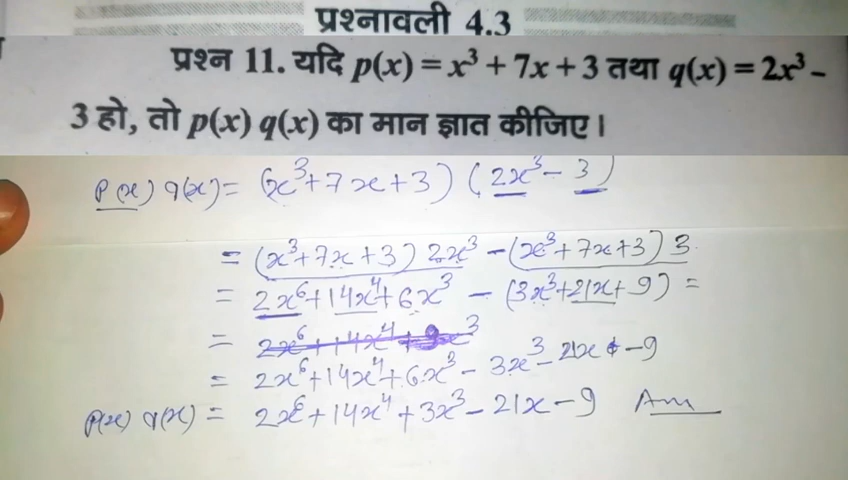 प्रश्नावली 4.3
प्रश्न 11. यदि p(x) = x³ + 7x + 3 तथा q(x) = 2x³ –
3 हो, तो p(x) q(x) का मान ज्ञात कीजिए।
P(x) q(x) = (x³+7x+3) (2x³-3)
= (x³+7x+3) 2x³ - (x³+7x+3) 3
= 2x⁶+14x⁴+6x³ - (3x³+21x+9) =
=
= 2x⁶+14x⁴+6x³ - 3x³ - 21x -9
P(x) q(x) = 2x⁶+14x⁴+3x³-21x-9 Ans